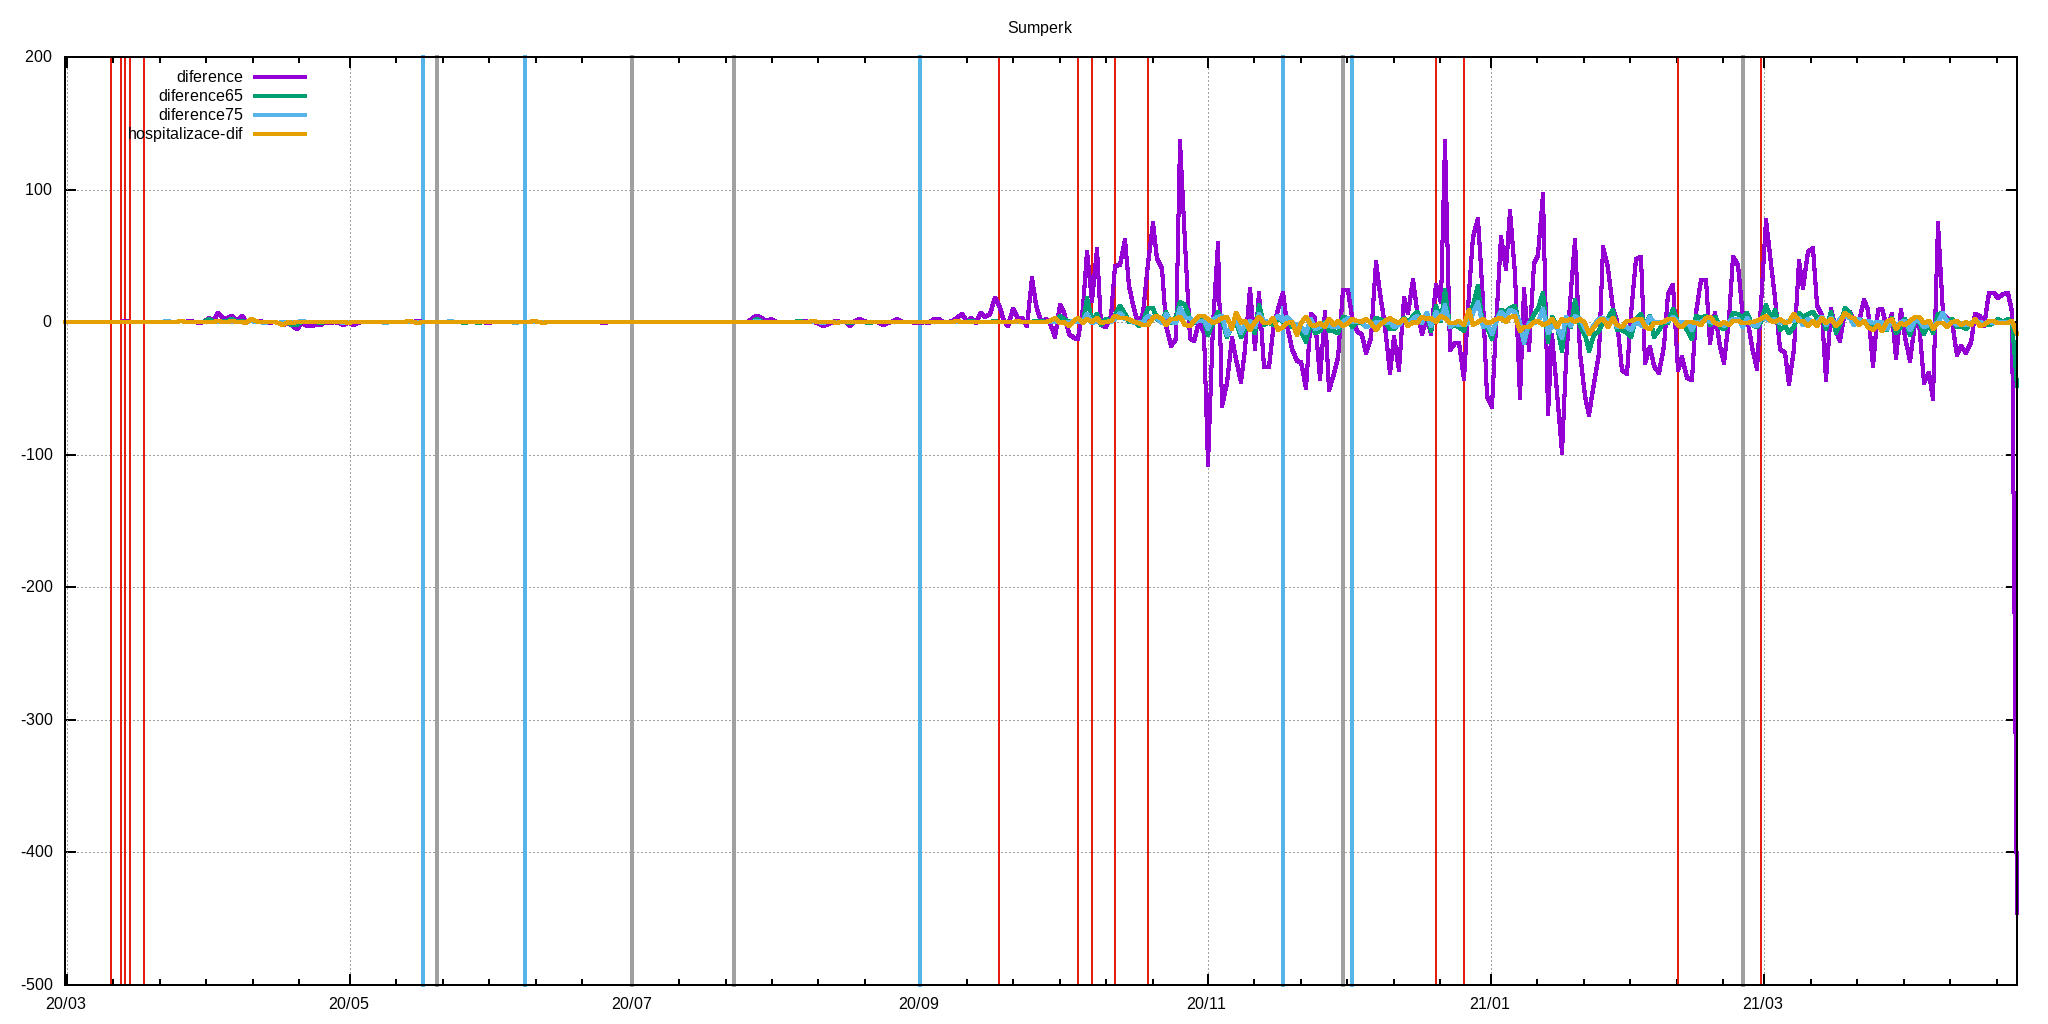 Sumperk
200
100
0
-100
-200
-300
-400
-500
diference
diference65
diference75
hospitalizace-dif
20/03 20/05 20/07 20/09 20/11 21/01 21/03